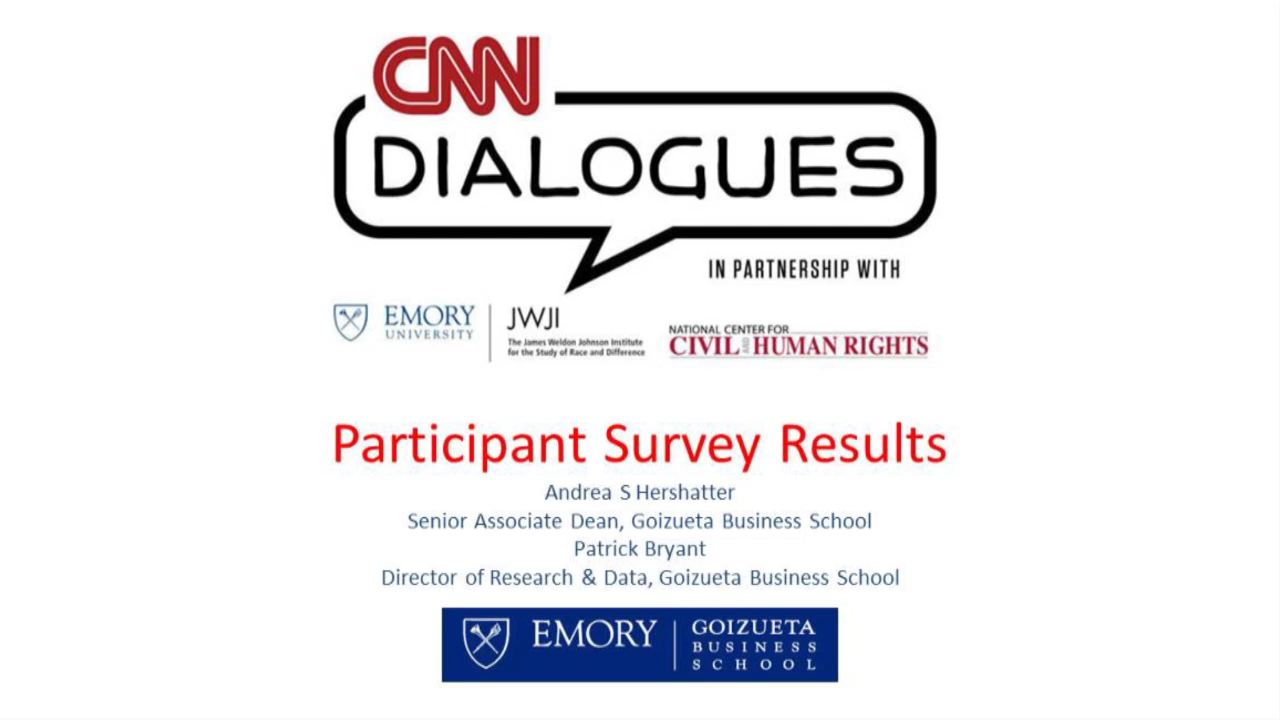 CNN
DIALOGUES
IN PARTNERSHIP WITH
EMORY
UNIVERSITY
JWJI
The James Weldon Johnson Institute
for the Study of Race and Difference
NATIONAL CENTER FOR
CIVIL AND HUMAN RIGHTS
Participant Survey Results
Andrea S Hershatter
Senior Associate Dean, Goizueta Business School
Patrick Bryant
Director of Research & Data, Goizueta Business School
EMORY
GOIZUETA
BUSINESS
SCHOOL